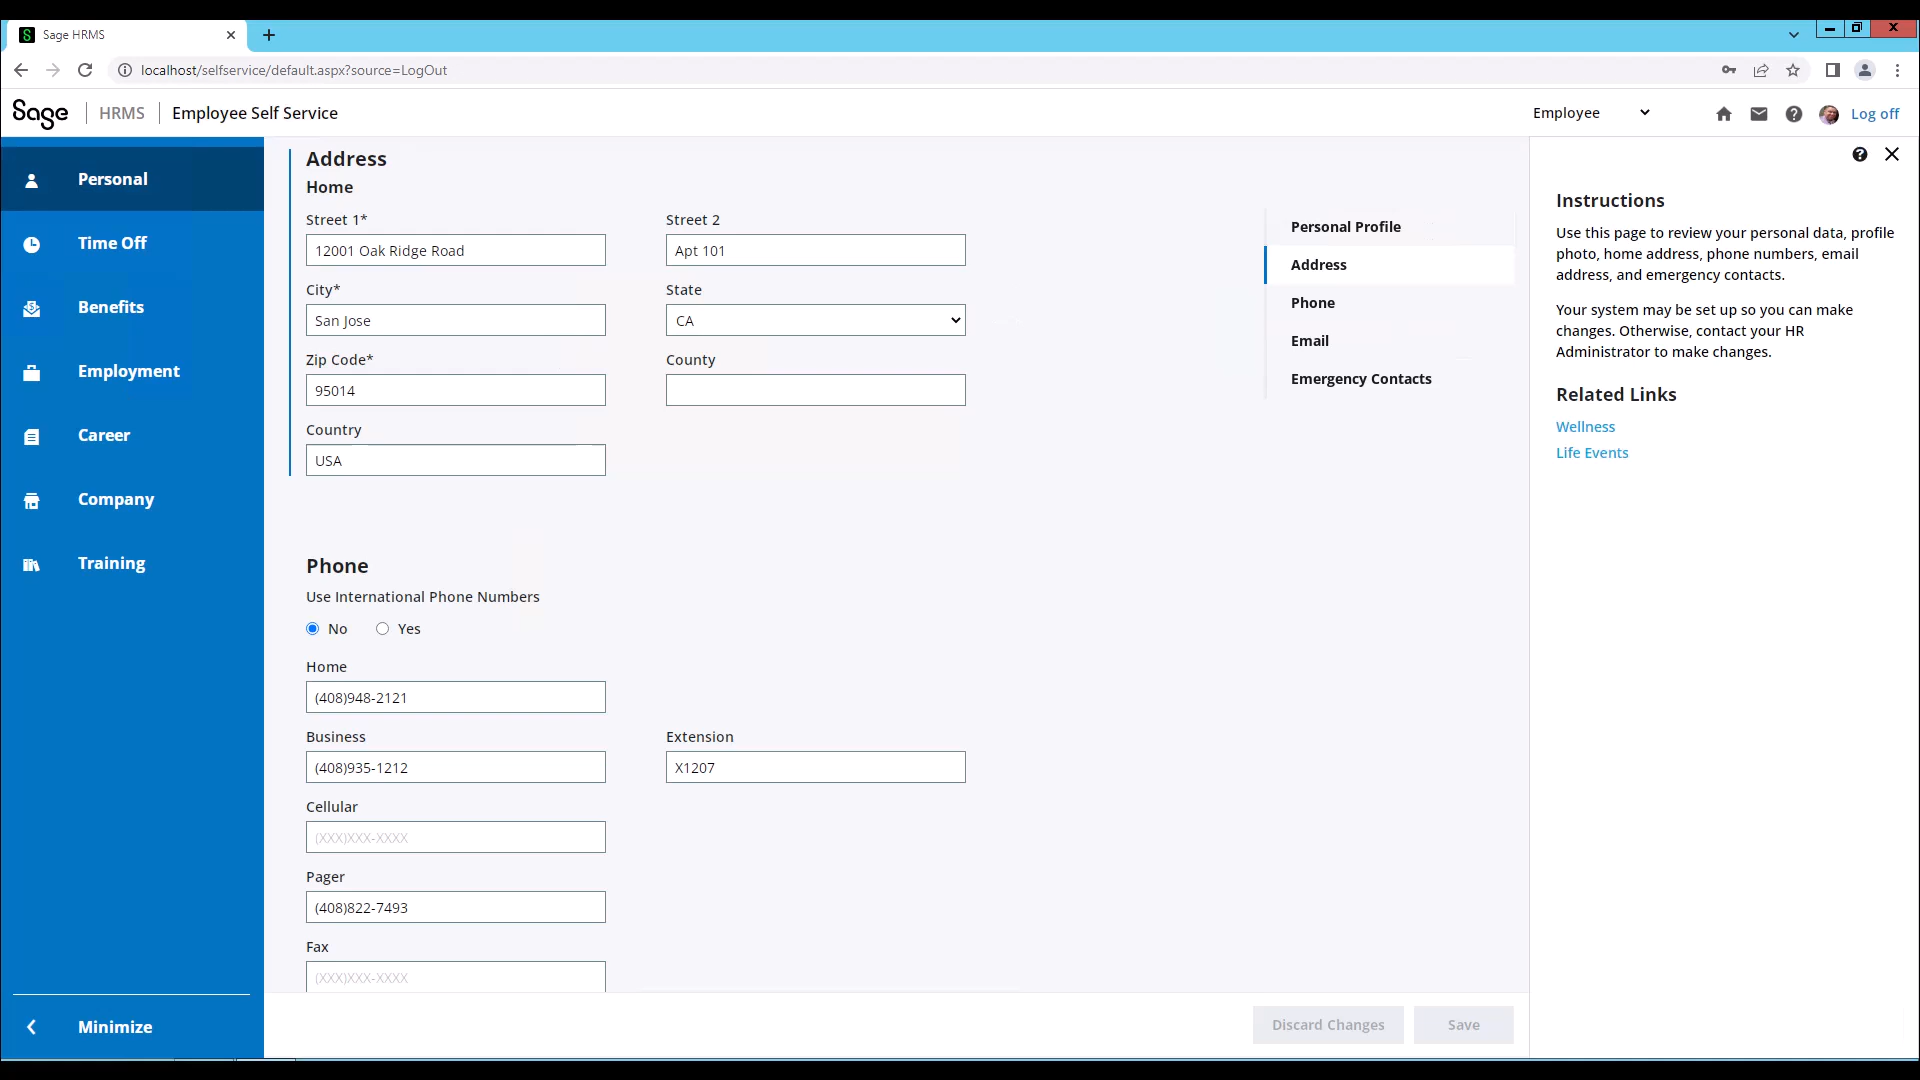 Sage HRMS
localhost/selfservice/default.aspx?source=LogOut
Sage HRMS Employee Self Service
Employee
Log off
Personal
Time Off
Benefits
Employment
Career
Company
Training
Minimize
Address
Home
Street 1* Street 2
12001 Oak Ridge Road Apt 101
City* State
San Jose CA
Zip Code* County
95014
Country
USA
Phone
Use International Phone Numbers
No Yes
Home
(408)948-2121
Business Extension
(408)935-1212 X1207
Cellular
(XXX)XXX-XXXX
Pager
(408)822-7493
Fax
(XXX)XXX-XXXX
Discard Changes Save
Personal Profile
Address
Phone
Email
Emergency Contacts
Instructions
Use this page to review your personal data, profile
photo, home address, phone numbers, email
address, and emergency contacts.
Your system may be set up so you can make
changes. Otherwise, contact your HR
Administrator to make changes.
Related Links
Wellness
Life Events